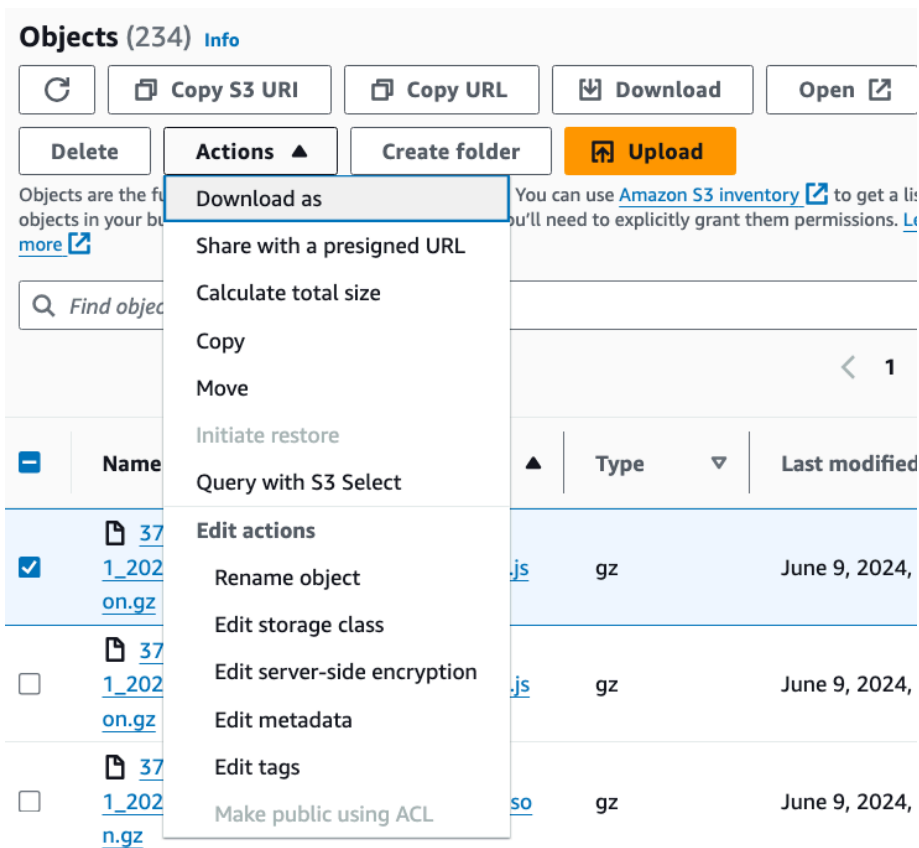 Objects (234) Info
Copy S3 URI
Copy URL
Download
Open
Delete
Actions
Create folder
Upload
Objects are the You can use Amazon S3 inventory to get a
objects in your need to explicitly grant them permissions.
more
Download as
Share with a presigned URL
Calculate total size
Copy
Move
Initiate restore
Query with S3 Select
Edit actions
Rename object
Edit storage class
Edit server-side encryption
Edit metadata
Edit tags
Make public using ACL
Find
1
Name
Type
Last modified
37
1_202 .js gz June 9, 2024,
on.gz
37
1_202 .js gz June 9, 2024,
on.gz
37
1_202 so gz June 9, 2024,
n.gz